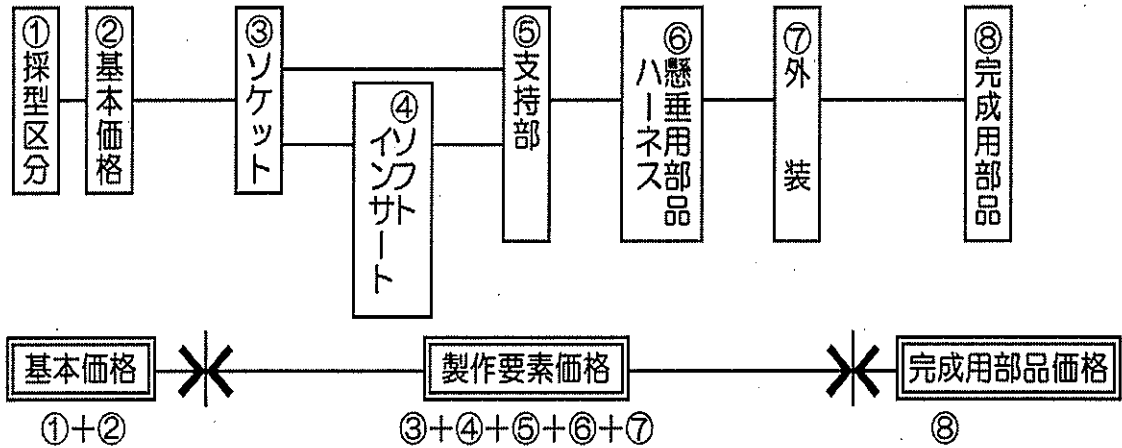 ①採型区分
②基本価格
③ソケット
④ソフト
インサート
⑤支持部
⑥懸垂用部品
ハーネス
⑦外装
⑧完成用部品
基本価格
製作要素価格
完成用部品価格
①+②
③+④+⑤+⑥+⑦
⑧